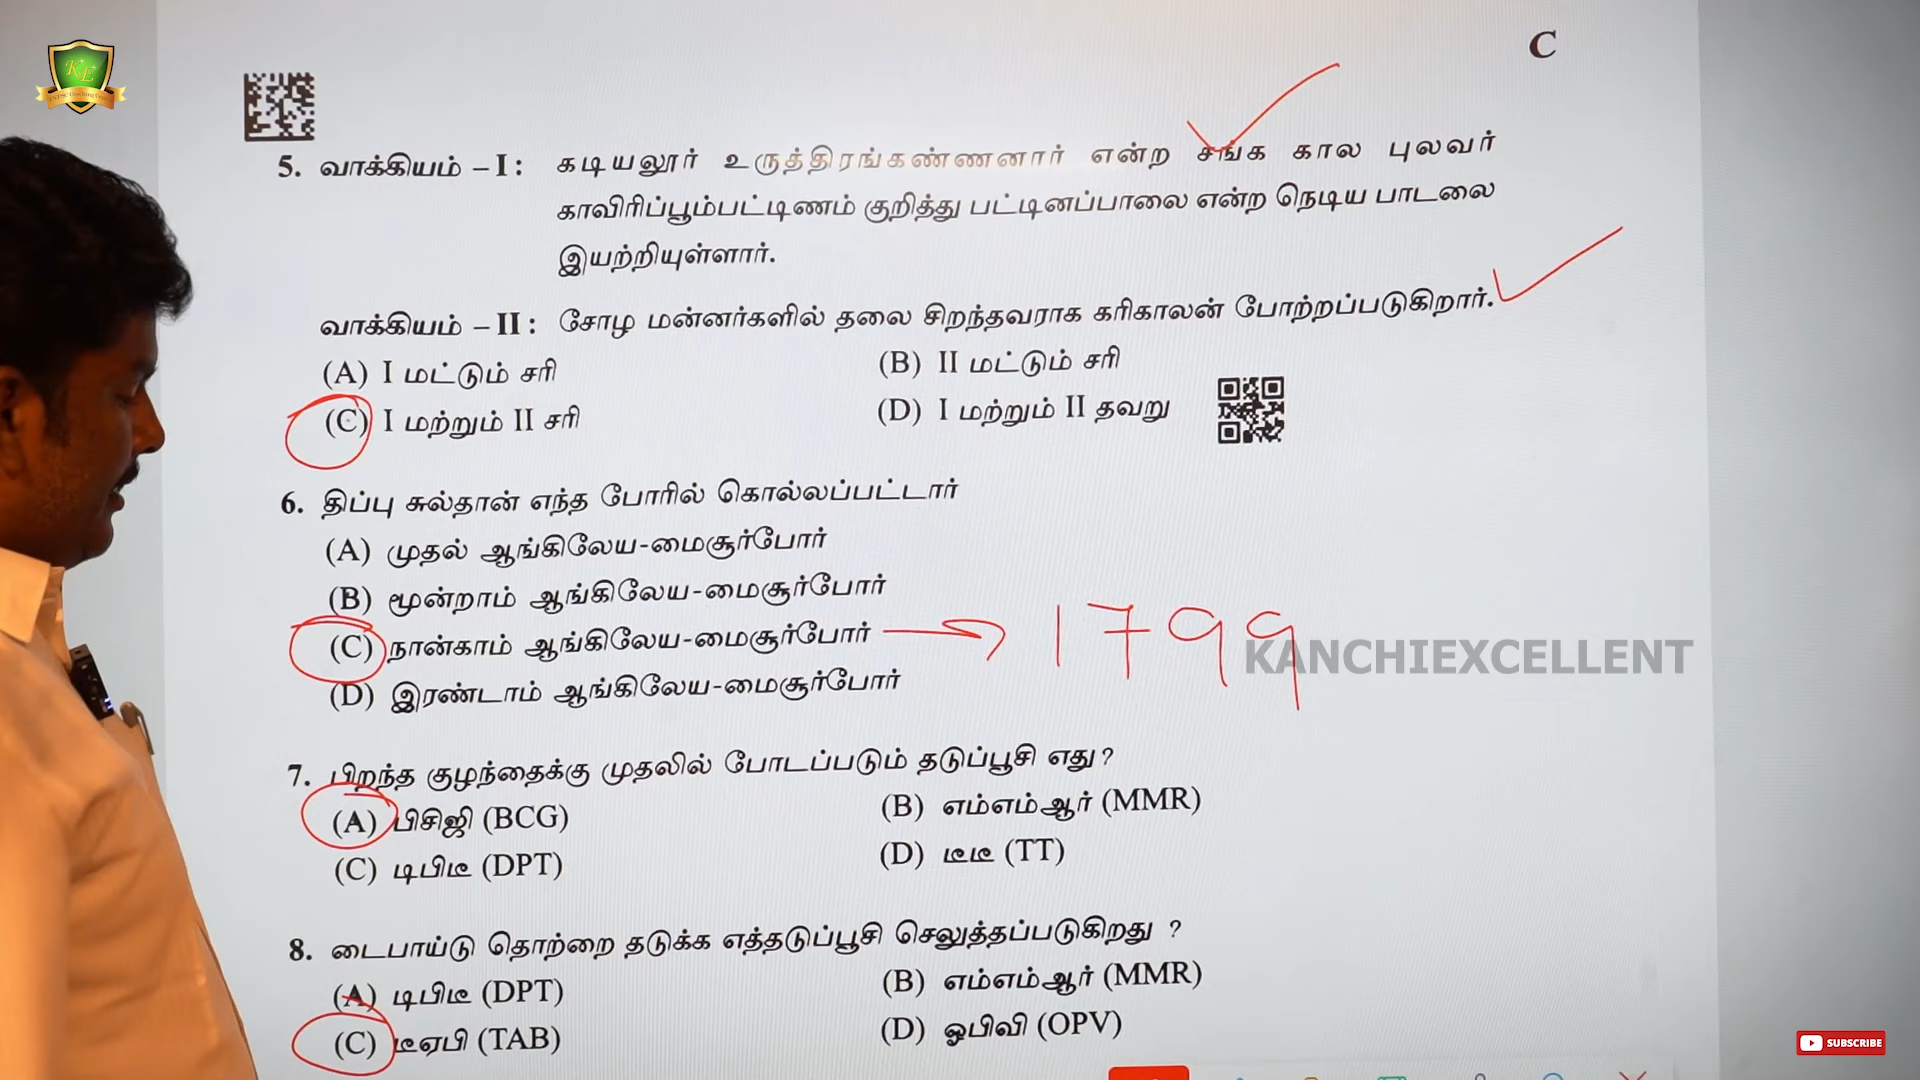 C
KE
5. வாக்கியம் – I : கடியலூர் உருத்திரங்கண்ணனார் என்ற சங்க கால புலவர்
காவிரிப்பூம்பட்டிணம் குறித்து பட்டினப்பாலை என்ற நெடிய பாடலை
இயற்றியுள்ளார்.
வாக்கியம் – II : சோழ மன்னர்களில் தலை சிறந்தவராக கரிகாலன் போற்றப்படுகிறார்.
(A) I மட்டும் சரி (B) II மட்டும் சரி
(C) I மற்றும் II சரி (D) I மற்றும் II தவறு
6. திப்பு சுல்தான் எந்த போரில் கொல்லப்பட்டார்
(A) முதல் ஆங்கிலேய-மைசூர்போர்
(B) மூன்றாம் ஆங்கிலேய-மைசூர்போர்
(C) நான்காம் ஆங்கிலேய-மைசூர்போர் → 1799
KANCHIEXCELLENT
(D) இரண்டாம் ஆங்கிலேய-மைசூர்போர்
7. பிறந்த குழந்தைக்கு முதலில் போடப்படும் தடுப்பூசி எது?
(A) பிசிஜி (BCG) (B) எம்எம்ஆர் (MMR)
(C) டிபிடீ (DPT) (D) டீடீ (TT)
8. டைபாய்டு தொற்றை தடுக்க எத்தடுப்பூசி செலுத்தப்படுகிறது ?
(A) டிபிடீ (DPT) (B) எம்எம்ஆர் (MMR)
(C) டீஏபி (TAB) (D) ஓபிவி (OPV)
SUBSCRIBE